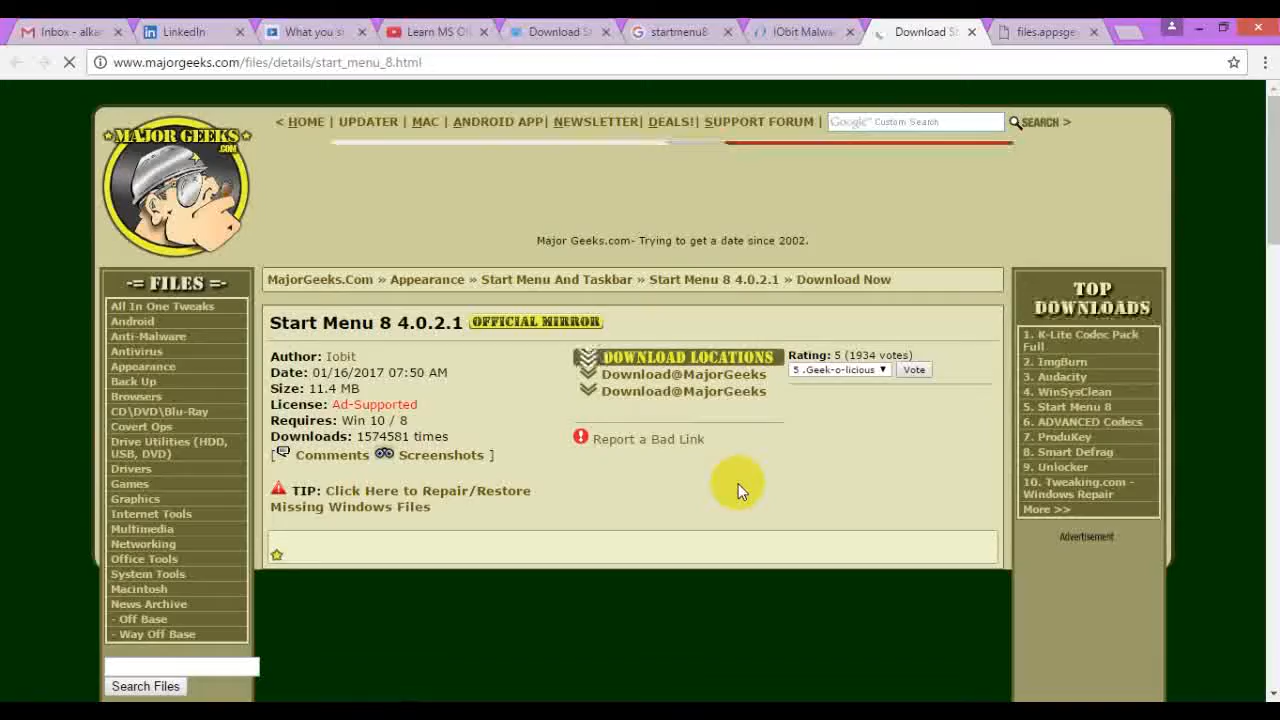 Inbox - alkar
LinkedIn
What you s
Learn MS O
Download S
startmenu8
IObit Malwa
Download S
files.appsge
www.majorgeeks.com/files/details/start_menu_8.html
MAJOR GEEKS
.COM
< HOME | UPDATER | MAC | ANDROID APP| NEWSLETTER| DEALS!| SUPPORT FORUM |
Google™ Custom Search
SEARCH >
Major Geeks.com- Trying to get a date since 2002.
-= FILES =-
All In One Tweaks
Android
Anti-Malware
Antivirus
Appearance
Back Up
Browsers
CD\DVD\Blu-Ray
Covert Ops
Drive Utilities (HDD,
USB, DVD)
Drivers
Games
Graphics
Internet Tools
Multimedia
Networking
Office Tools
System Tools
Macintosh
News Archive
- Off Base
- Way Off Base
Search Files
MajorGeeks.Com » Appearance » Start Menu And Taskbar » Start Menu 8 4.0.2.1 » Download Now
Start Menu 8 4.0.2.1 OFFICIAL MIRROR
Author: Iobit
Date: 01/16/2017 07:50 AM
Size: 11.4 MB
License: Ad-Supported
Requires: Win 10 / 8
Downloads: 1574581 times
[ Comments Screenshots ]
TIP: Click Here to Repair/Restore
Missing Windows Files
DOWNLOAD LOCATIONS
Download@MajorGeeks
Download@MajorGeeks
Report a Bad Link
Rating: 5 (1934 votes)
5 .Geek-o-licious
Vote
TOP
DOWNLOADS
1. K-Lite Codec Pack
Full
2. ImgBurn
3. Audacity
4. WinSysClean
5. Start Menu 8
6. ADVANCED Codecs
7. ProduKey
8. Smart Defrag
9. Unlocker
10. Tweaking.com -
Windows Repair
More >>
Advertisement